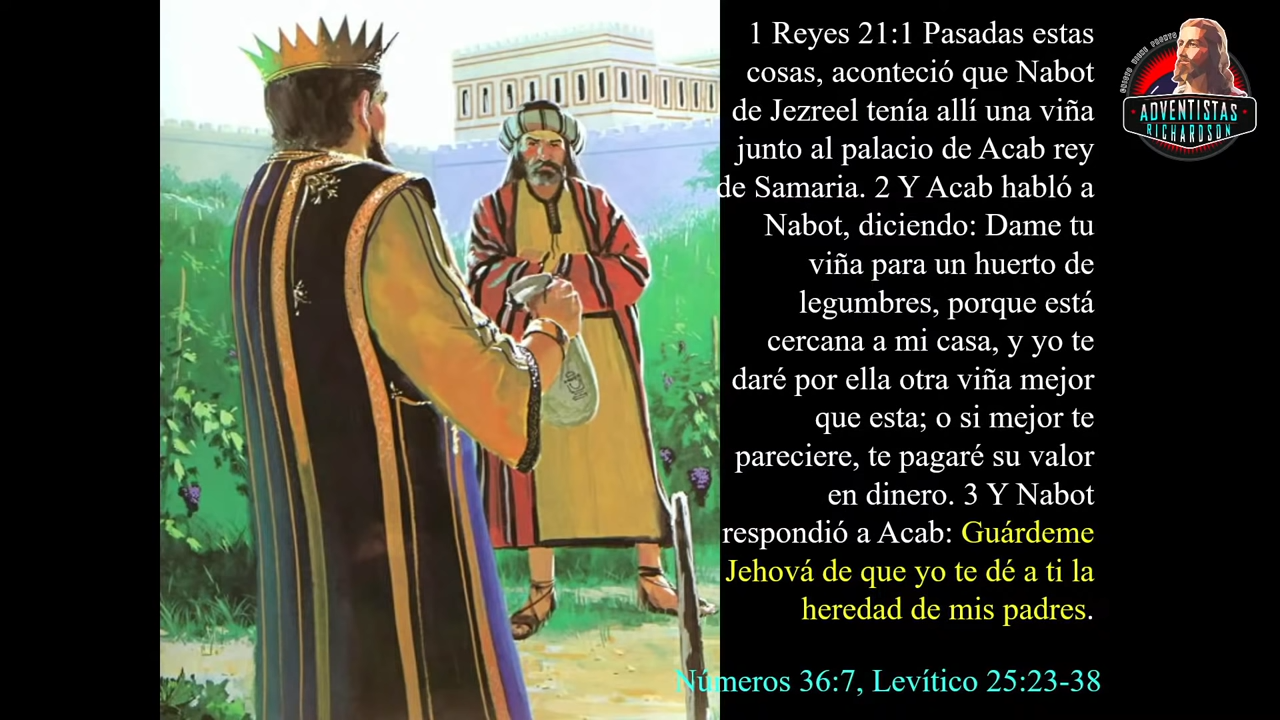 1 Reyes 21:1 Pasadas estas
cosas, aconteció que Nabot
de Jezreel tenía allí una viña
junto al palacio de Acab rey
de Samaria. 2 Y Acab habló a
Nabot, diciendo: Dame tu
viña para un huerto de
legumbres, porque está
cercana a mi casa, y yo te
daré por ella otra viña mejor
que esta; o si mejor te
pareciere, te pagaré su valor
en dinero. 3 Y Nabot
respondió a Acab: Guárdeme
Jehová de que yo te dé a ti la
heredad de mis padres.
Números 36:7, Levítico 25:23-38
CRISTO VIENE PRONTO
ADVENTISTAS
RICHARDSON